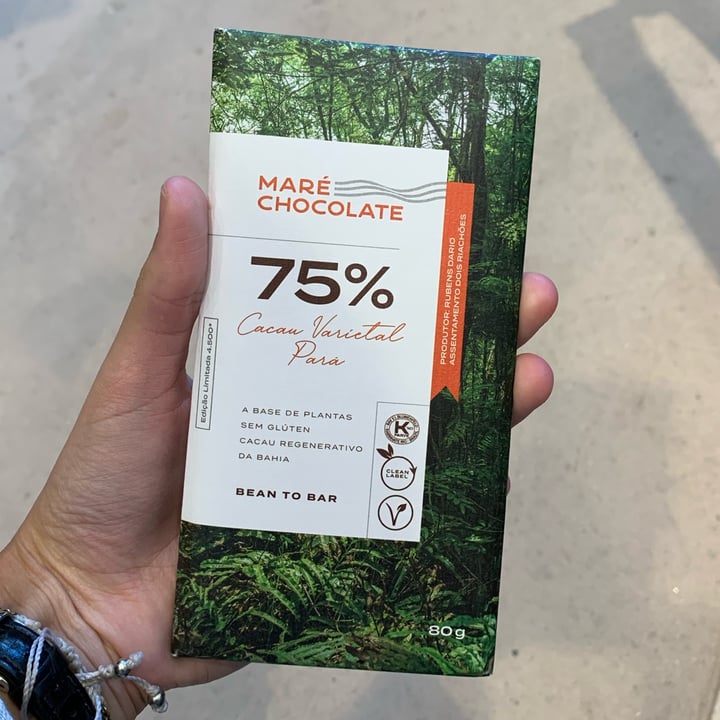 MARÉ
CHOCOLATE
75%
Cacau Varietal
Pará
Edição Limitada 4.500*
PRODUTOR: RUBENS DARIO
ASSENTAMENTO DOIS RIACHÕES
A BASE DE PLANTAS
SEM GLÚTEN
CACAU REGENERATIVO
DA BAHIA
BEAN TO BAR
K
PARVE
CLEAN
LABEL
V
80g